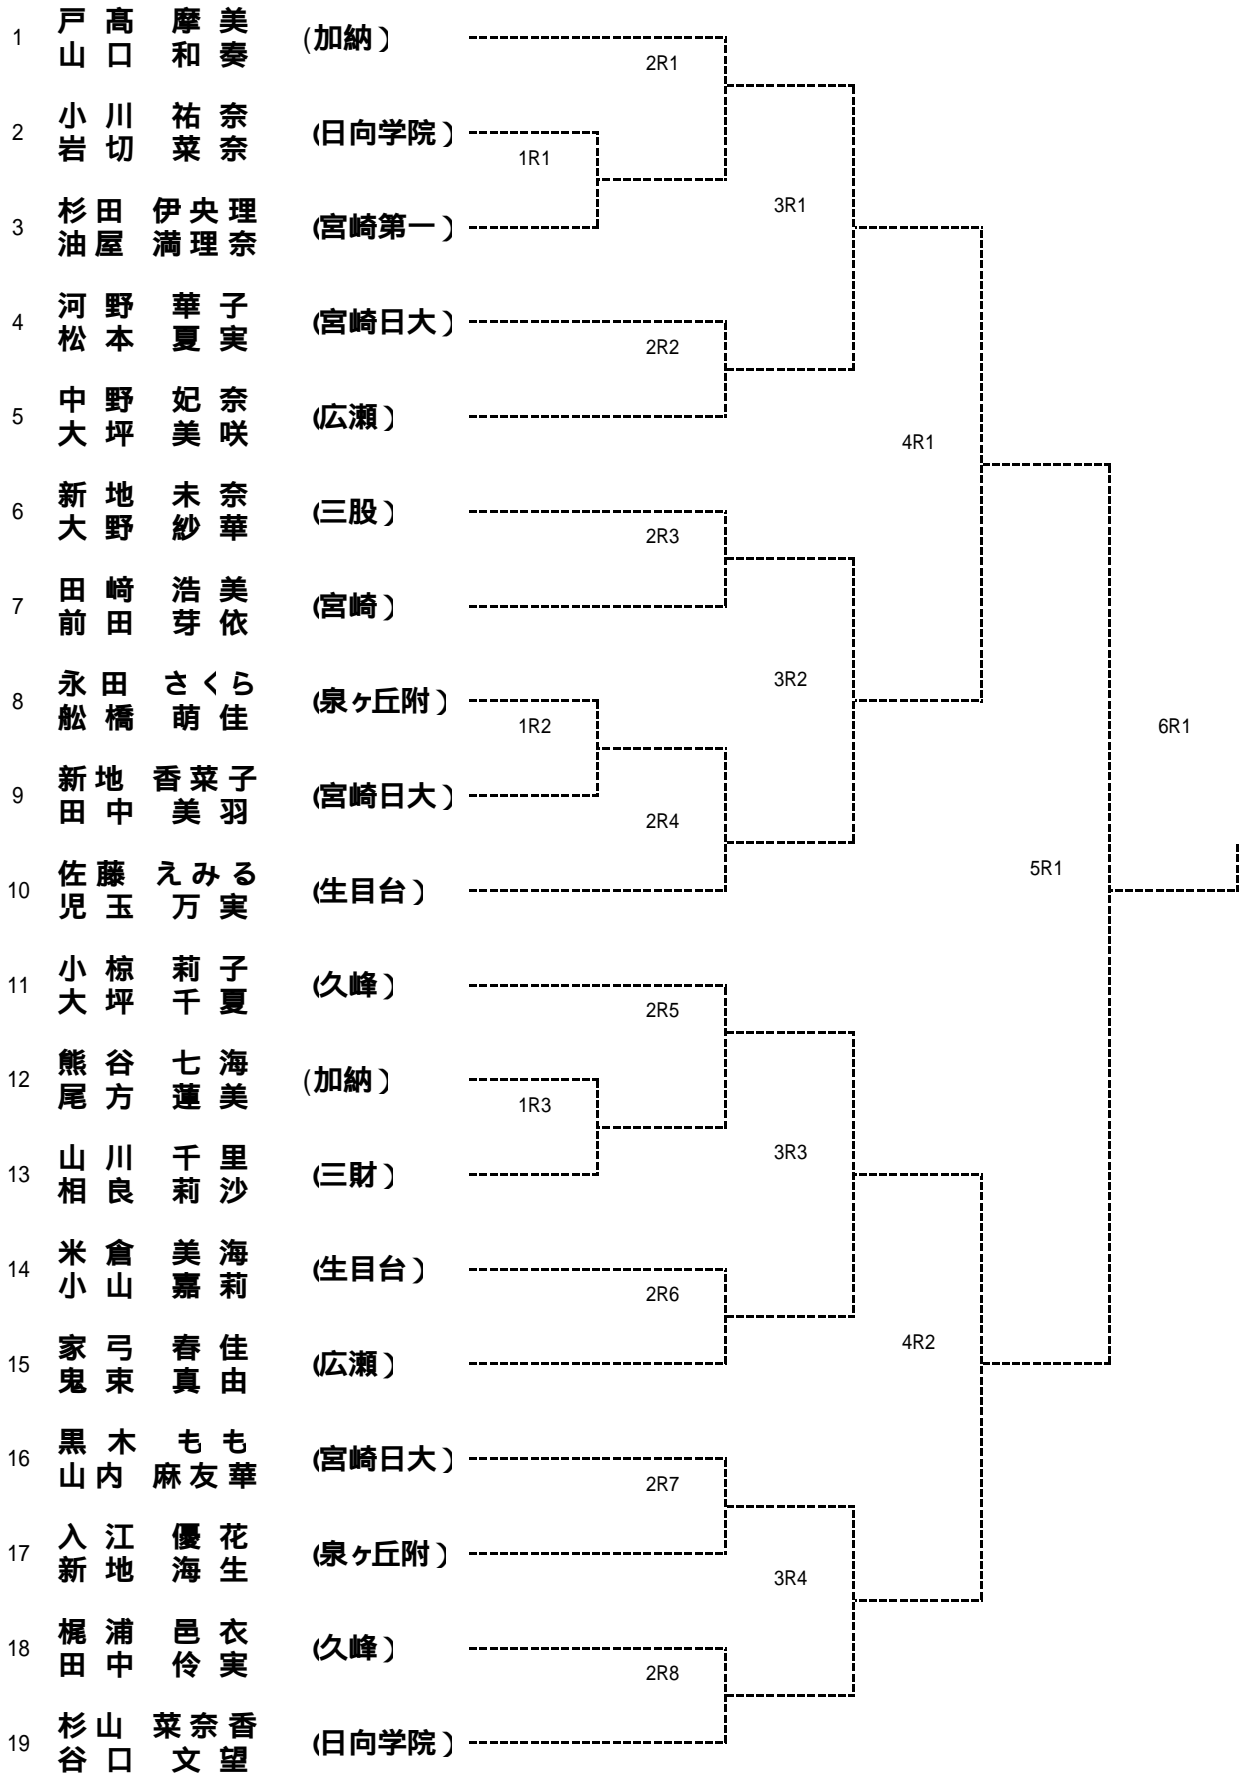 戸髙 摩美
1 (加納)
山口 和奏
2R1
小川 祐奈
2 (日向学院)
岩切 菜奈
1R1
杉田 伊央理
3 (宮崎第一)
油屋 満理奈
3R1
河野 華子
4 (宮崎日大)
松本 夏実
2R2
中野 妃奈
5 (広瀬)
大坪 美咲
4R1
新地 未奈
6 (三股)
大野 紗華
2R3
田﨑 浩美
7 (宮崎)
前田 芽依
3R2
永田 さくら
8 (泉ヶ丘附)
舩橋 萌佳
1R2
6R1
新地 香菜子
9 (宮崎日大)
田中 美羽
2R4
佐藤 えみる
10 (生目台)
児玉 万実
5R1
小椋 莉子
11 (久峰)
大坪 千夏
2R5
熊谷 七海
12 (加納)
尾方 蓮美
1R3
山川 千里
13 (三財)
相良 莉沙
3R3
米倉 美海
14 (生目台)
小山 嘉莉
2R6
家弓 春佳
15 (広瀬)
鬼束 真由
4R2
黒木 もも
16 (宮崎日大)
山内 麻友華
2R7
入江 優花
17 (泉ヶ丘附)
新地 海生
3R4
梶浦 邑衣
18 (久峰)
田中 伶実
2R8
杉山 菜奈香
19 (日向学院)
谷口 文望